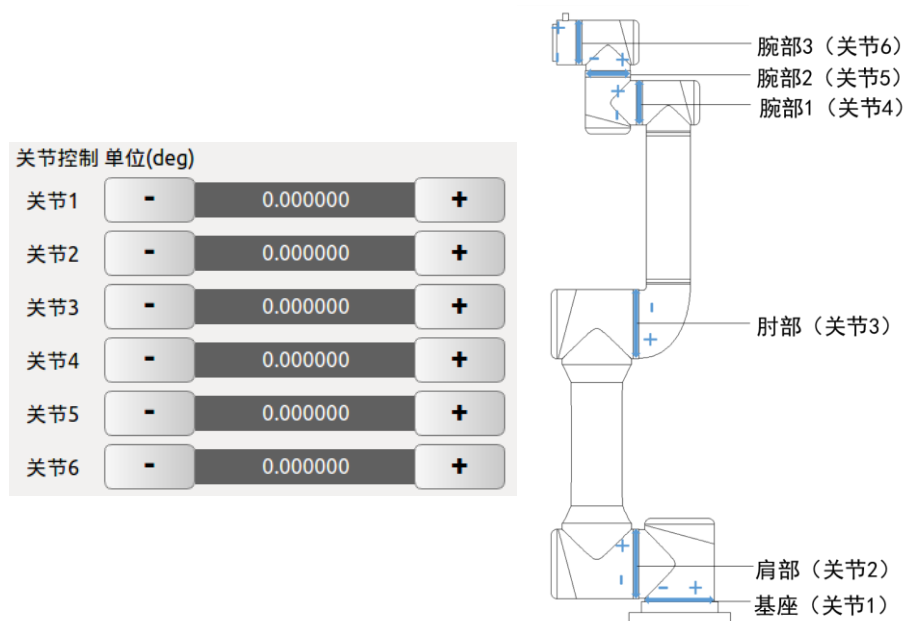 关节控制 单位(deg)
关节1 - 0.000000 +
关节2 - 0.000000 +
关节3 - 0.000000 +
关节4 - 0.000000 +
关节5 - 0.000000 +
关节6 - 0.000000 +
腕部3（关节6）
腕部2（关节5）
腕部1（关节4）
肘部（关节3）
肩部（关节2）
基座（关节1）
+
-
- +
+
-
-
+
+
-
- +